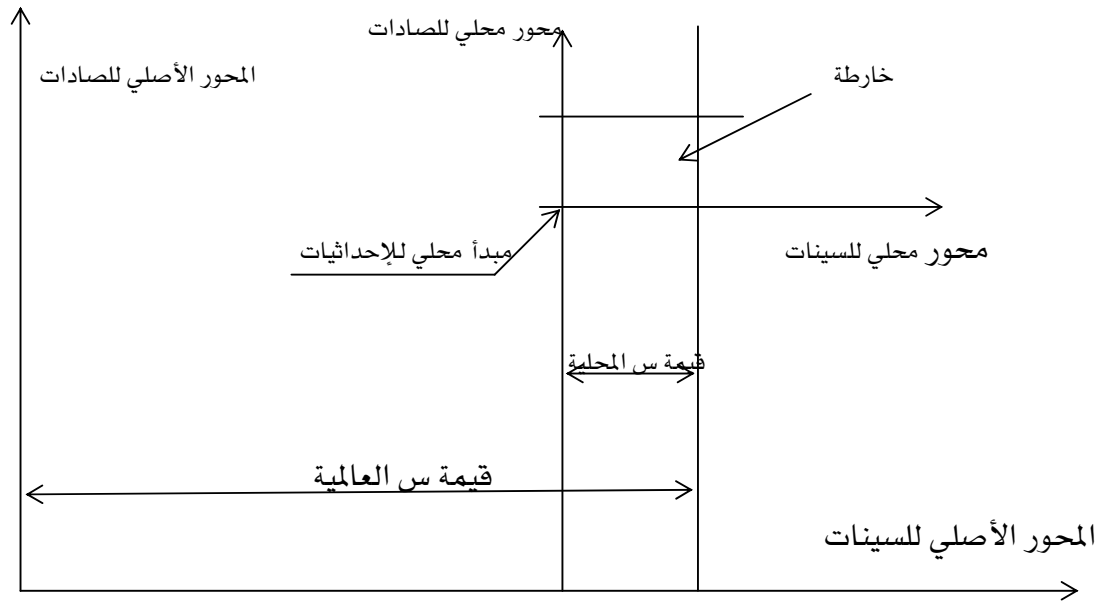 محور محلي للصادات
المحور الأصلي للصادات
خارطة
مبدأ محلي للإحداثيات
محور محلي للسينات
قيمة س المحلية
قيمة س العالمية
المحور الأصلي للسينات